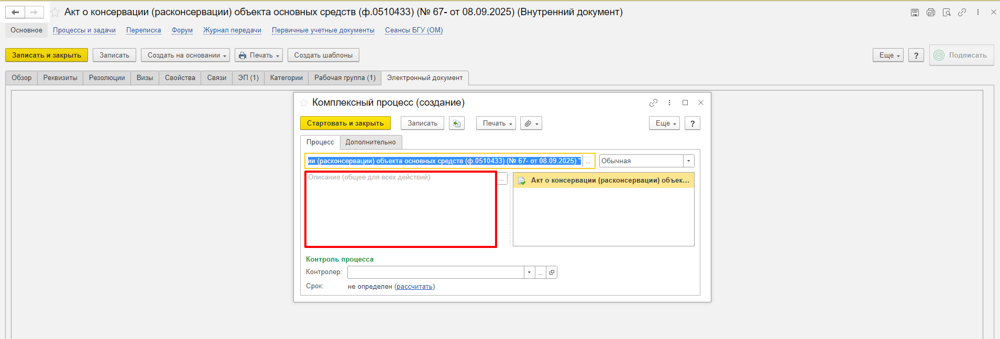 Акт о консервации (расконсервации) объекта основных средств (ф.0510433) (№ 67- от 08.09.2025) (Внутренний документ)
Основное Процессы и задачи Переписка Форум Журнал передачи Первичные учетные документы Сеансы БГУ (ОМ)
Записать и закрыть Записать Создать на основании Печать Создать шаблоны Еще ? Подписать
Обзор Реквизиты Резолюции Визы Свойства Связи ЭП (1) Категории Рабочая группа (1) Электронный документ
Комплексный процесс (создание)
Стартовать и закрыть Записать Печать Еще ?
Процесс Дополнительно
ии (расконсервации) объекта основных средств (ф.0510433) (№ 67- от 08.09.2025) " ... Обычная
Описание (общее для всех действий) ... Акт о консервации (расконсервации) объек...
Контроль процесса
Контролер: ...
Срок: не определен (рассчитать)